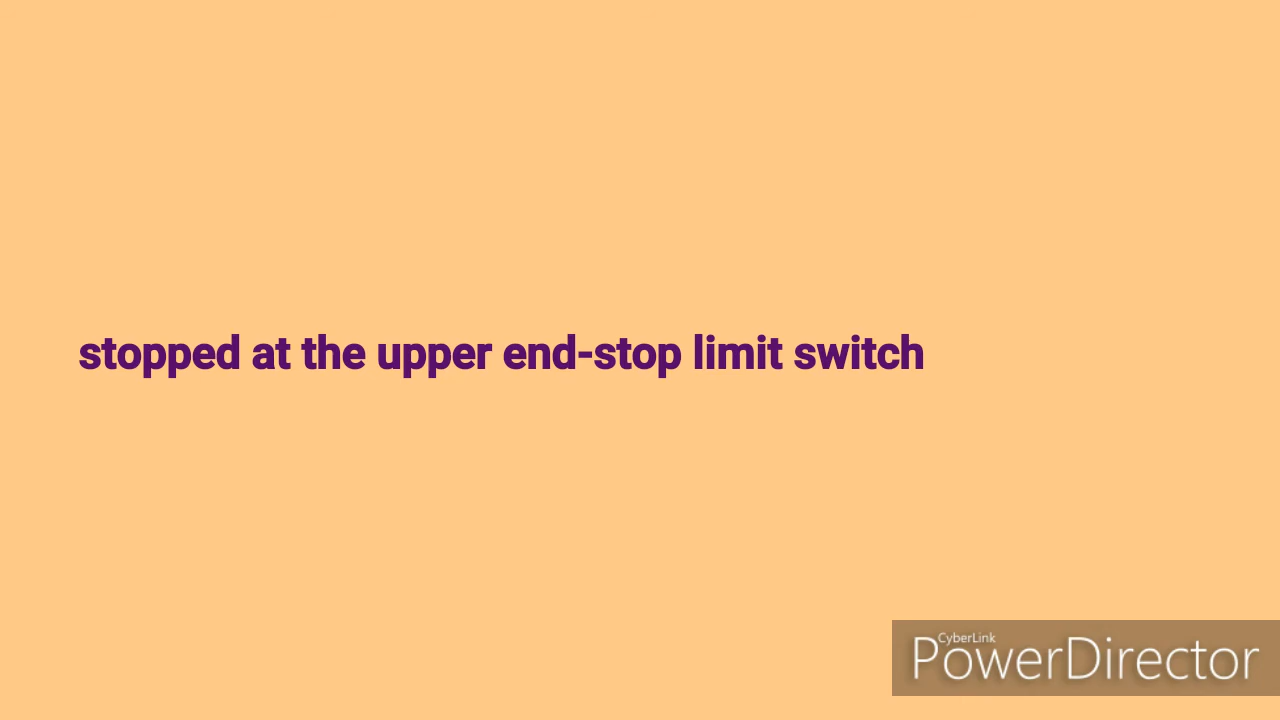 stopped at the upper end-stop limit switch
CyberLink
PowerDirector